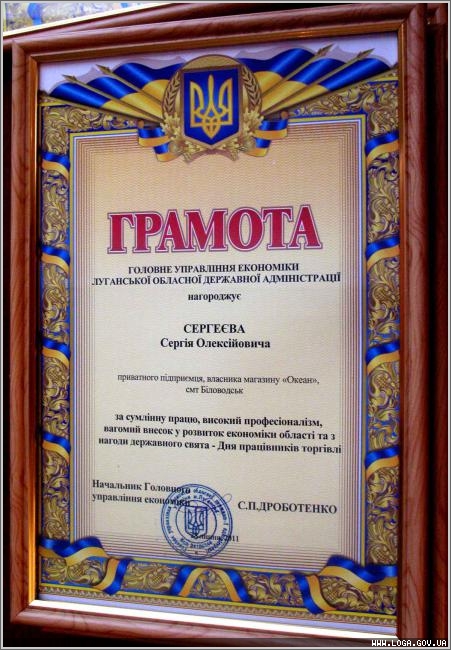 ГРАМОТА
ГОЛОВНЕ УПРАВЛІННЯ ЕКОНОМІКИ
ЛУГАНСЬКОЇ ОБЛАСНОЇ ДЕРЖАВНОЇ АДМІНІСТРАЦІЇ
нагороджує
СЕРГЕЄВА
Сергія Олексійовича
приватного підприємця, власника магазину «Океан»,
смт Біловодськ
за сумлінну працю, високий професіоналізм,
вагомий внесок у розвиток економіки області та з
нагоди державного свята - Дня працівників торгівлі
Начальник Головного
управління економіки
С.П.ДРОБОТЕНКО
2011
WWW.LOGA.GOV.UA